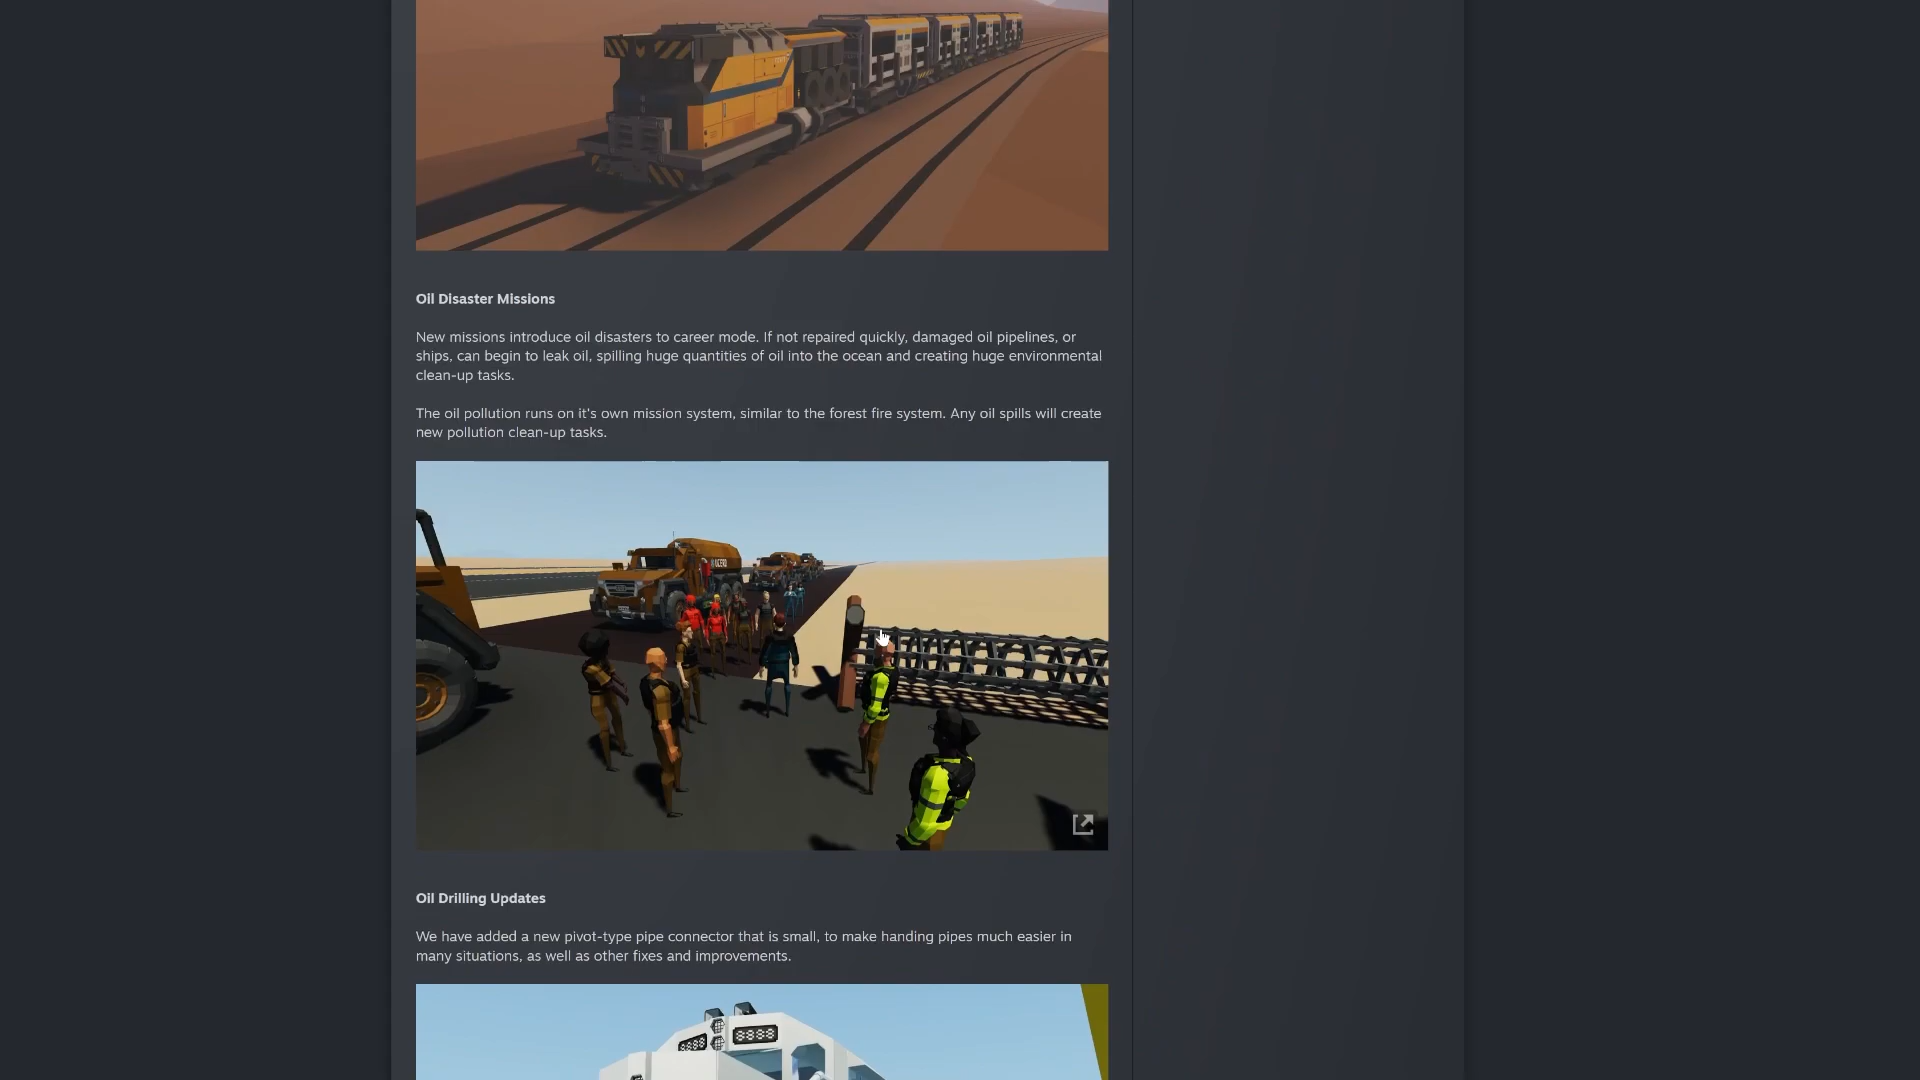 Oil Disaster Missions
New missions introduce oil disasters to career mode. If not repaired quickly, damaged oil pipelines, or
ships, can begin to leak oil, spilling huge quantities of oil into the ocean and creating huge environmental
clean-up tasks.
The oil pollution runs on it's own mission system, similar to the forest fire system. Any oil spills will create
new pollution clean-up tasks.
Oil Drilling Updates
We have added a new pivot-type pipe connector that is small, to make handing pipes much easier in
many situations, as well as other fixes and improvements.